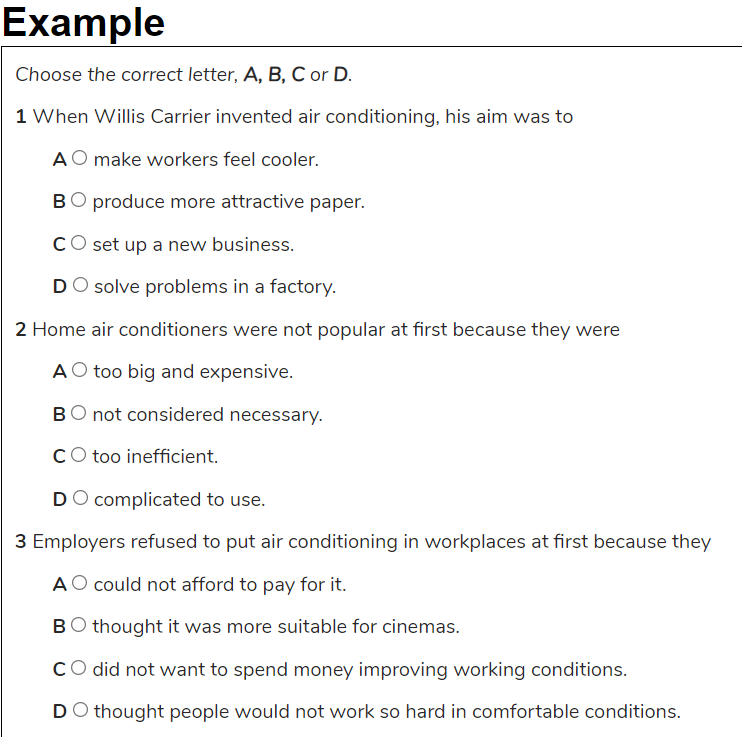 Example
Choose the correct letter, A, B, C or D.
1 When Willis Carrier invented air conditioning, his aim was to
A make workers feel cooler.
B produce more attractive paper.
C set up a new business.
D solve problems in a factory.
2 Home air conditioners were not popular at first because they were
A too big and expensive.
B not considered necessary.
C too inefficient.
D complicated to use.
3 Employers refused to put air conditioning in workplaces at first because they
A could not afford to pay for it.
B thought it was more suitable for cinemas.
C did not want to spend money improving working conditions.
D thought people would not work so hard in comfortable conditions.